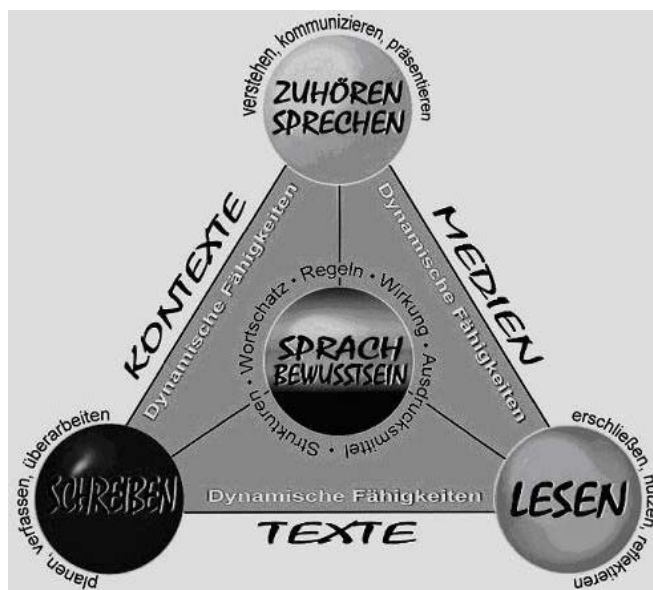 verstehen, kommunizieren, präsentieren
ZUHÖREN
SPRECHEN
KONTEXTE
MEDIEN
Dynamische Fähigkeiten
Dynamische Fähigkeiten
Strukturen • Wortschatz • Regeln • Wirkung • Ausdrucksmittel •
SPRACH
BEWUSSTSEIN
planen, verfassen, überarbeiten
SCHREIBEN
erschließen, nutzen, reflektieren
LESEN
Dynamische Fähigkeiten
TEXTE